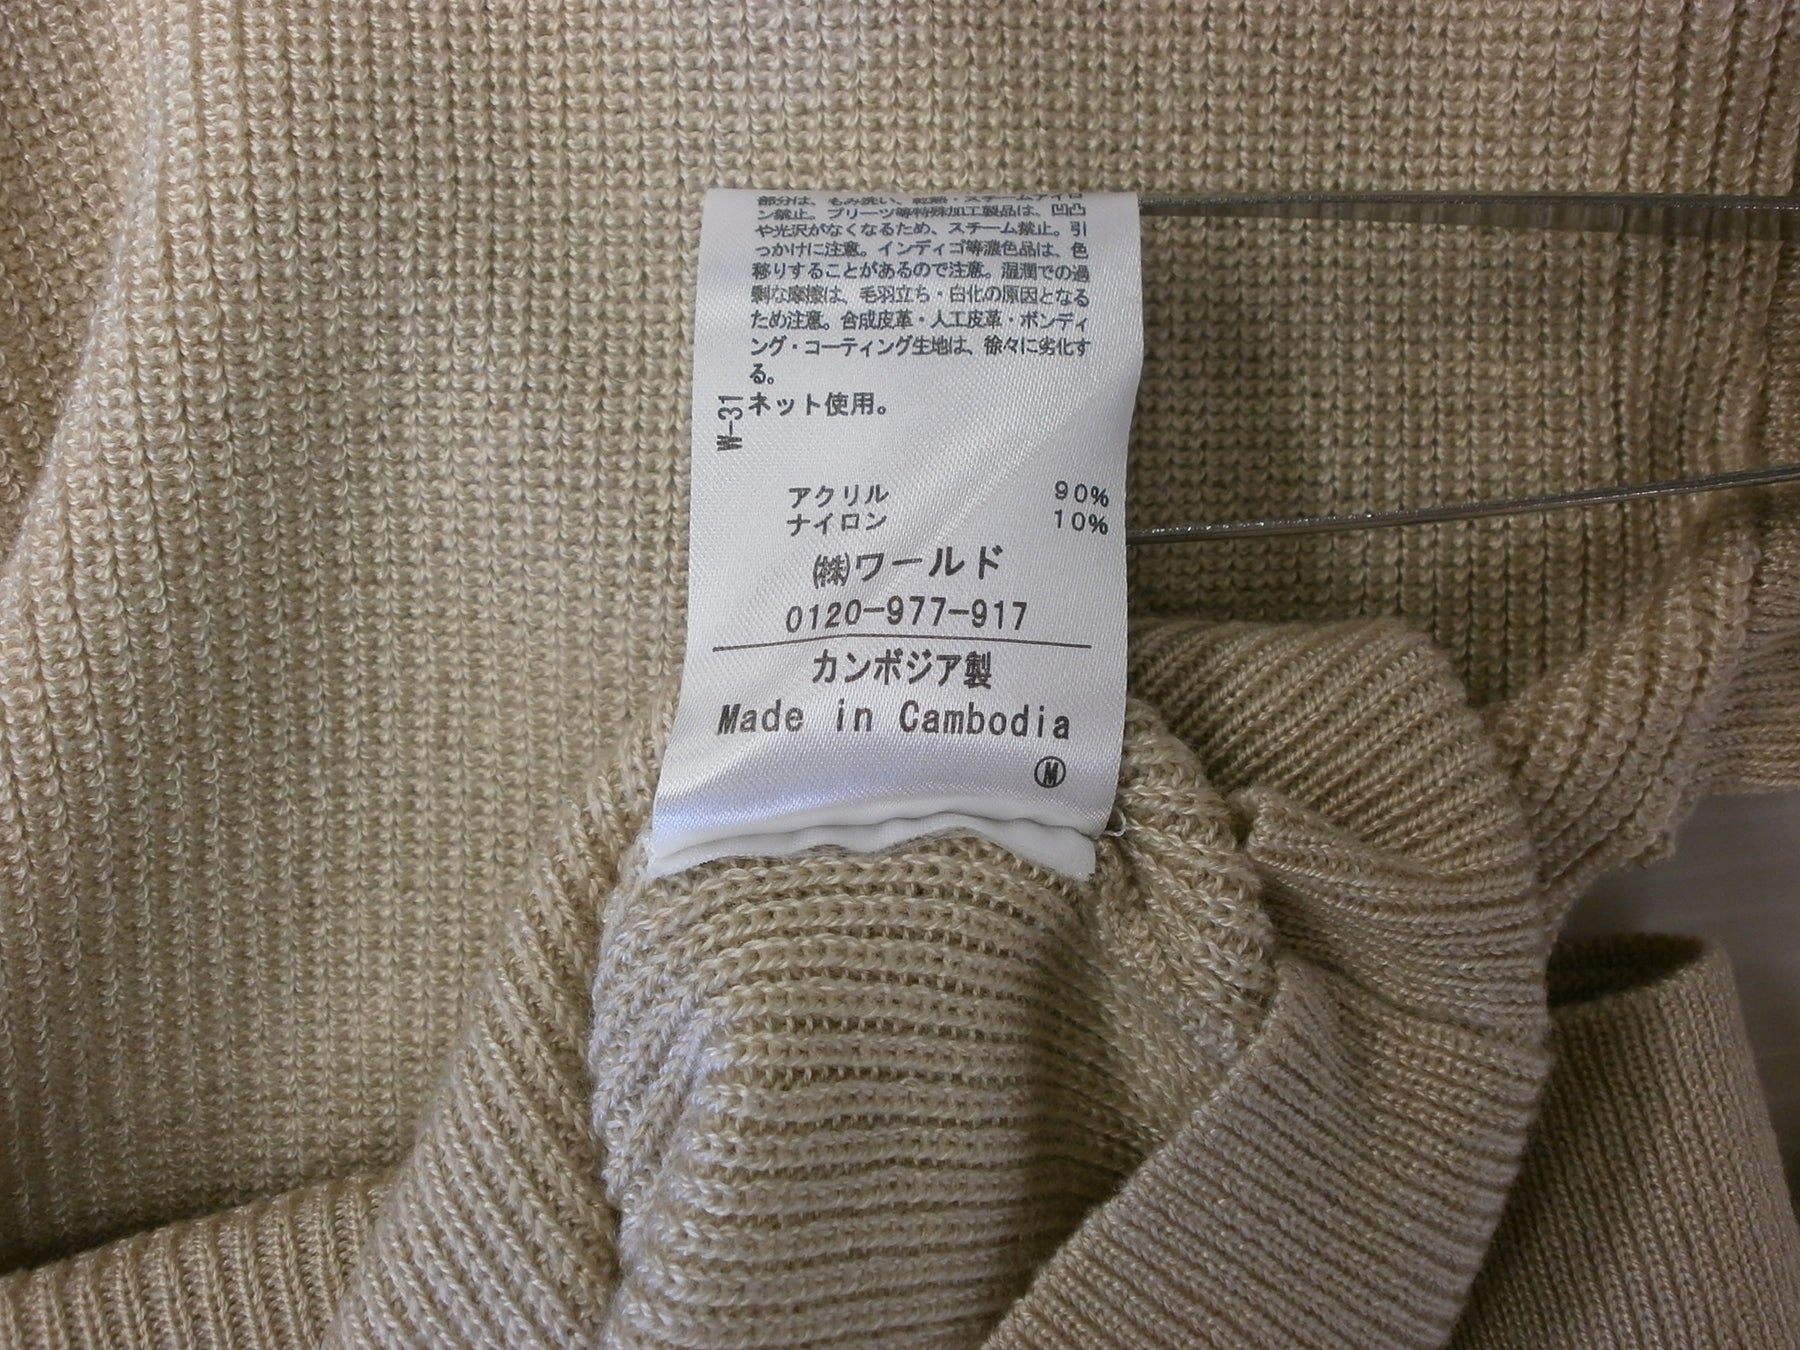 部分は、もみ洗い、乾熱・スチームアイロ
ン禁止。プリーツ等特殊加工製品は、凹凸
や光沢がなくなるため、スチーム禁止。引
っかけに注意。インディゴ等濃色品は、色
移りすることがあるので注意。湿潤での過
剰な摩擦は、毛羽立ち・白化の原因となる
ため注意。合成皮革・人工皮革・ボンディ
ング・コーティング生地は、徐々に劣化す
る。
ネット使用。
W-31
アクリル 90%
ナイロン 10%
㈱ワールド
0120-977-917
カンボジア製
Made in Cambodia
Ⓜ